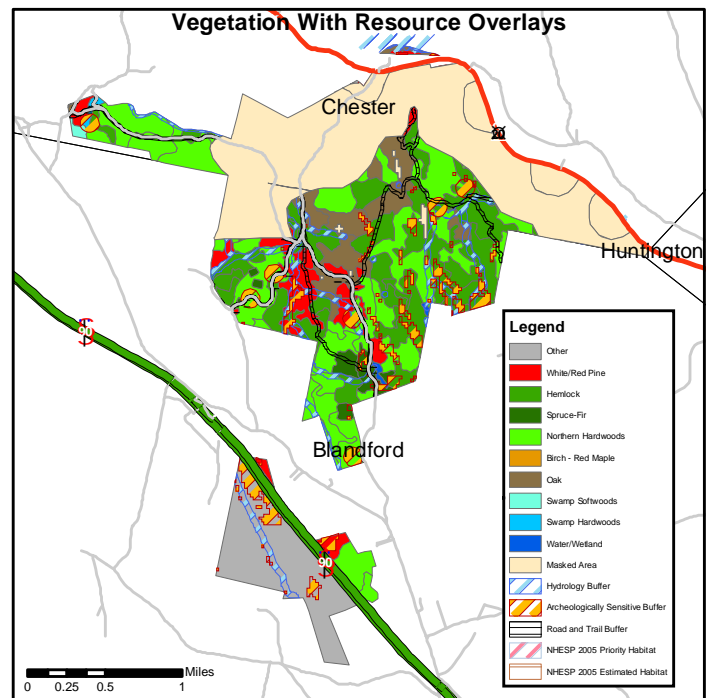 Vegetation With Resource Overlays
Chester
Huntington
90
Blandford
90
Legend
Other
White/Red Pine
Hemlock
Spruce-Fir
Northern Hardwoods
Birch - Red Maple
Oak
Swamp Softwoods
Swamp Hardwoods
Water/Wetland
Masked Area
Hydrology Buffer
Archeologically Sensitive Buffer
Road and Trail Buffer
NHESP 2005 Priority Habitat
NHESP 2005 Estimated Habitat
Miles
0 0.25 0.5 1